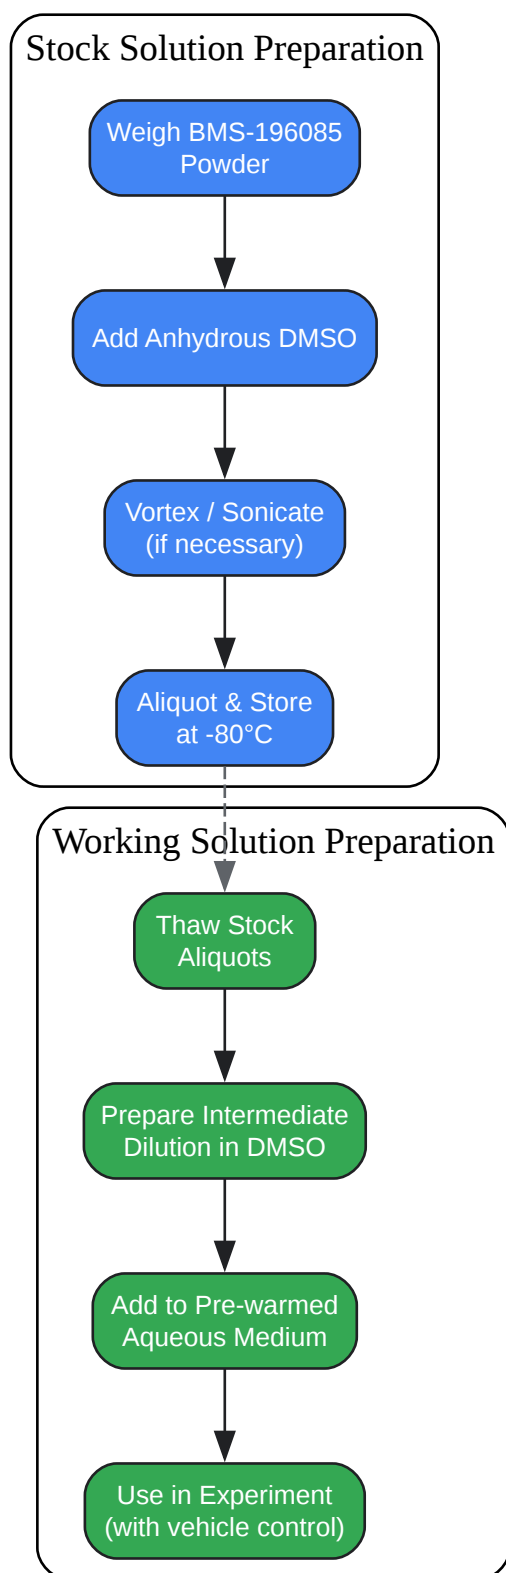 Stock Solution Preparation
Weigh BMS-196085
Powder
Add Anhydrous DMSO
Vortex / Sonicate
(if necessary)
Aliquot & Store
at -80°C
Working Solution Preparation
Thaw Stock
Aliquots
Prepare Intermediate
Dilution in DMSO
Add to Pre-warmed
Aqueous Medium
Use in Experiment
(with vehicle control)